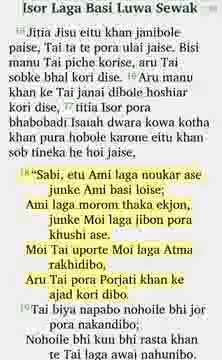 Isor Laga Basi Luwa Sewak
15 Jitia Jisu eitu khan janibole
paise, Tai ta te pora ulai jaise. Bisi
manu Tai piche korise, aru Tai
sobke bhal kori dise. 16 Aru manu
khan ke Tai janai dibole hoshiar
kori dise, 17 titia Isor pora
bhabobadi Isaiah dwara kowa kotha
khan pura hobole karone eitu khan
sob tineka he hoi jaise,
18 “Sabi, etu Ami laga noukar ase
junke Ami basi loise;
Ami laga morom thaka ekjon,
junke Moi laga jibon pora
khushi ase.
Moi Tai uporte Moi laga Atma
rakhidibo,
Aru Tai pora Porjati khan ke
ajad kori dibo.
19 Tai biya napabo nohoile bhi jor
pora nakandibo;
Nohoile bhi kun bhi rasta khan
te Tai laga awaj nahunibo.